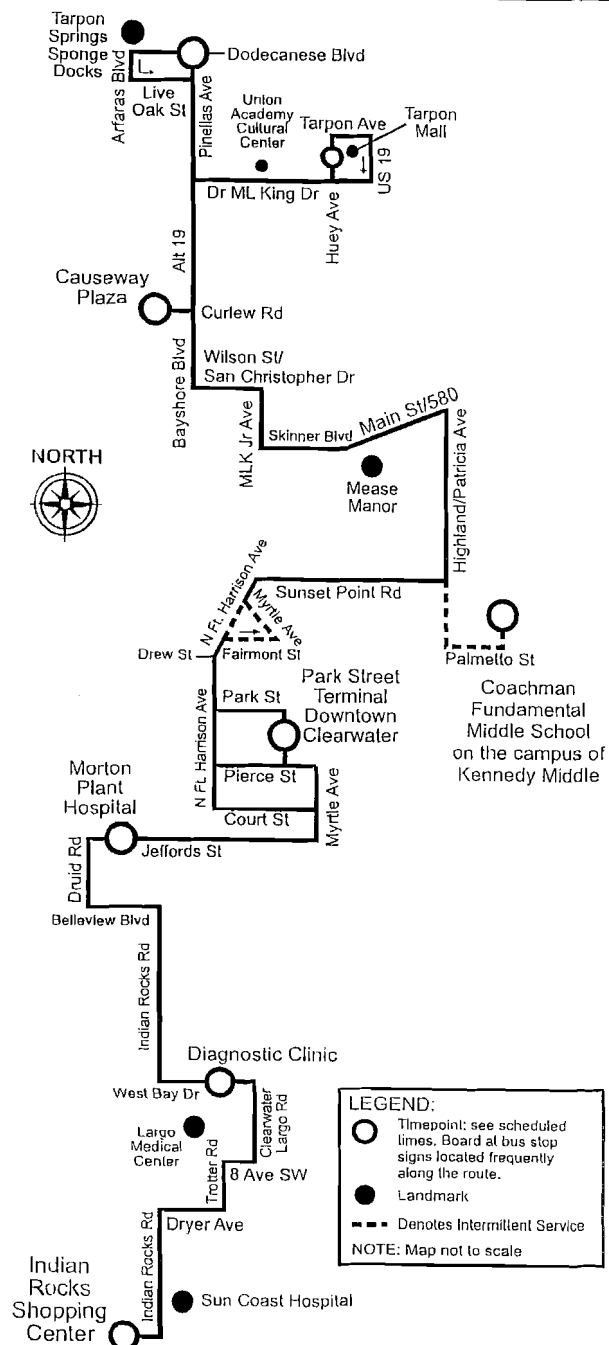 Tarpon
Springs
Sponge
Docks
Dodecanese Blvd
Arfaras Blvd
Live
Oak St
Pinellas Ave
Union
Academy
Cultural
Center
Tarpon Ave
Tarpon
Mall
US 19
Dr ML King Dr
Huey Ave
Alt 19
Causeway
Plaza
Curlew Rd
Bayshore Blvd
Wilson St/
San Christopher Dr
MLK Jr Ave
Skinner Blvd
Main St/580
Mease
Manor
Highland/Patricia Ave
NORTH
N Ft. Harrison Ave
Myrtle Ave
Sunset Point Rd
Drew St
Fairmont St
Palmetto St
Coachman
Fundamental
Middle School
on the campus of
Kennedy Middle
N Ft. Harrison Ave
Park St
Park Street
Terminal
Downtown
Clearwater
Pierce St
Court St
Myrtle Ave
Morton
Plant
Hospital
Jeffords St
Druid Rd
Belleview Blvd
Indian Rocks Rd
Diagnostic Clinic
West Bay Dr
Clearwater
Largo Rd
Largo
Medical
Center
Trotter Rd
8 Ave SW
Dryer Ave
Indian Rocks Rd
Indian
Rocks
Shopping
Center
Sun Coast Hospital
LEGEND:
Timepoint: see scheduled
times. Board at bus stop
signs located frequently
along the route.
Landmark
Denotes Intermittent Service
NOTE: Map not to scale